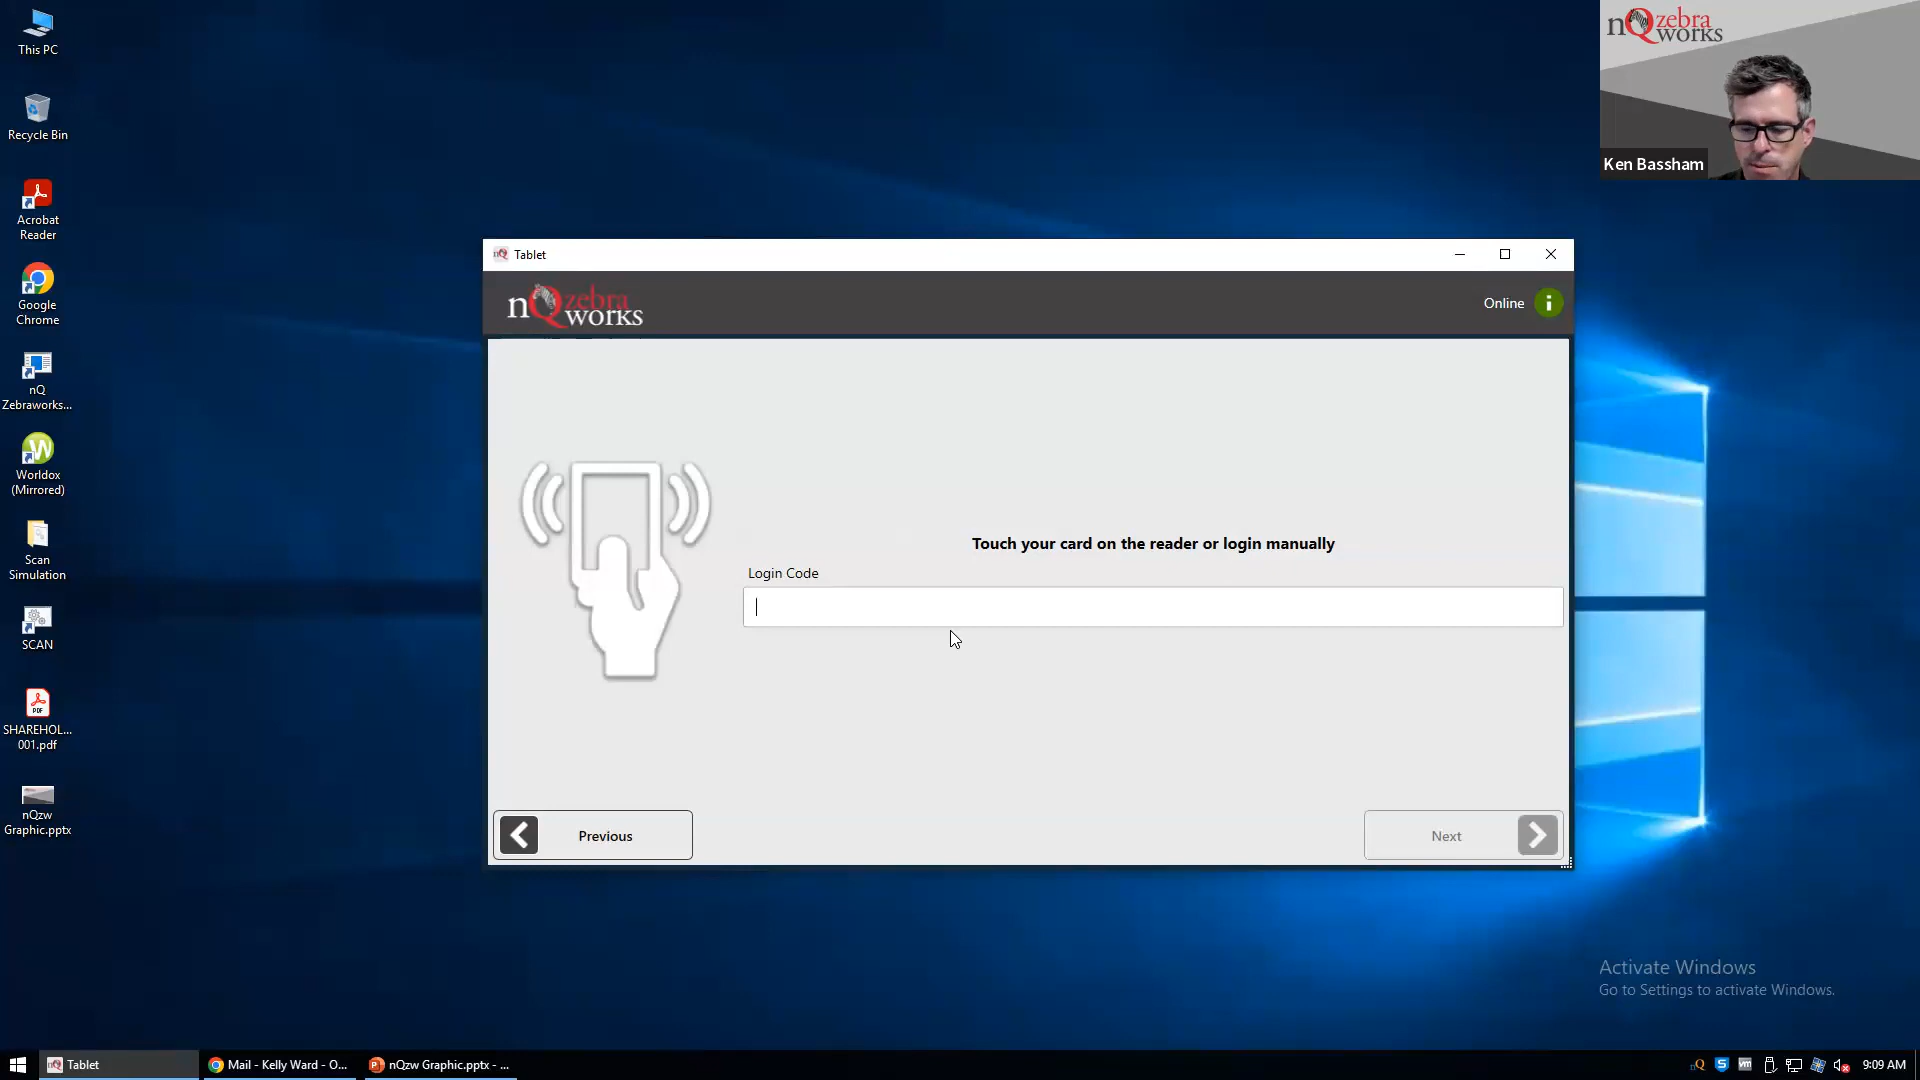 This PC
Recycle Bin
Acrobat
Reader
Google
Chrome
nQ
Zebraworks...
Worldox
(Mirrored)
Scan
Simulation
SCAN
SHAREHOL...
001.pdf
nQzw
Graphic.pptx
nQ zebra
works
Ken Bassham
nQ Tablet
nQ zebra
works
Online
Touch your card on the reader or login manually
Login Code
Previous
Next
Activate Windows
Go to Settings to activate Windows.
nQ Tablet
Mail - Kelly Ward - O...
nQzw Graphic.pptx - ...
9:09 AM